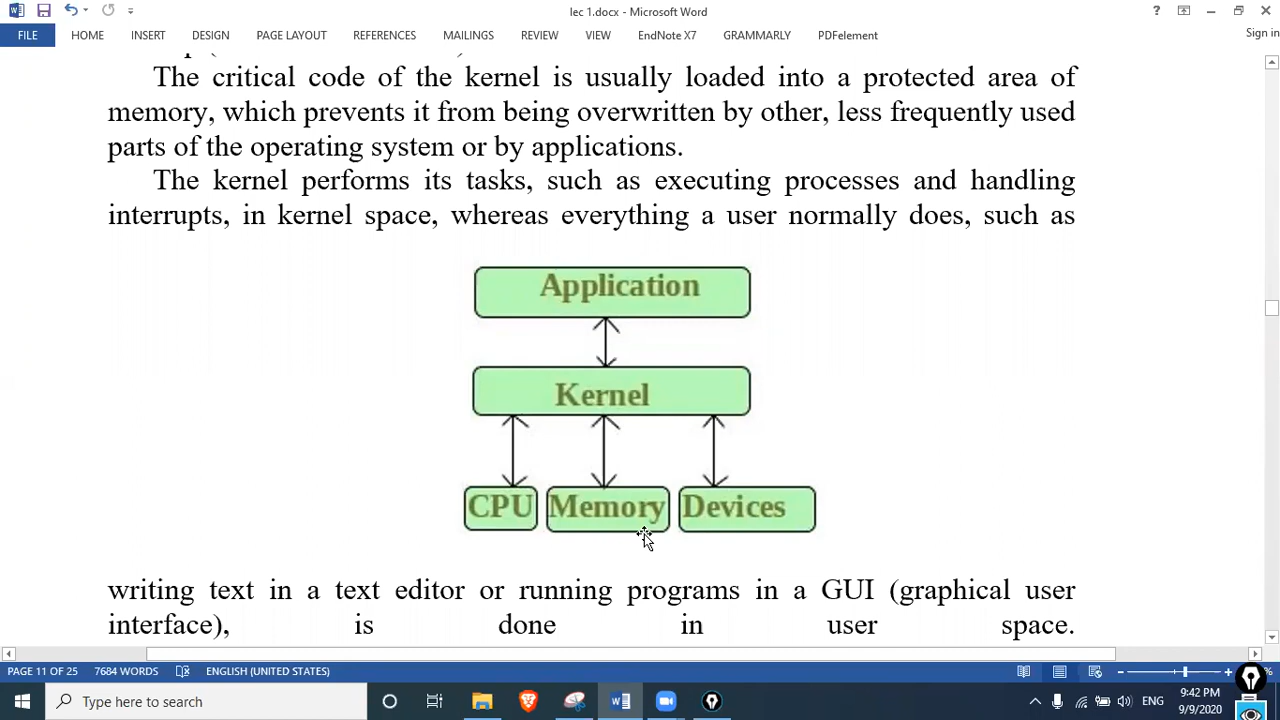 lec 1.docx - Microsoft Word
?
Sign in
FILE HOME INSERT DESIGN PAGE LAYOUT REFERENCES MAILINGS REVIEW VIEW EndNote X7 GRAMMARLY PDFelement
The critical code of the kernel is usually loaded into a protected area of
memory, which prevents it from being overwritten by other, less frequently used
parts of the operating system or by applications.
The kernel performs its tasks, such as executing processes and handling
interrupts, in kernel space, whereas everything a user normally does, such as
Application
Kernel
CPU Memory Devices
writing text in a text editor or running programs in a GUI (graphical user
interface), is done in user space.
PAGE 11 OF 25 7684 WORDS ENGLISH (UNITED STATES)
Type here to search
ENG
9:42 PM
9/9/2020